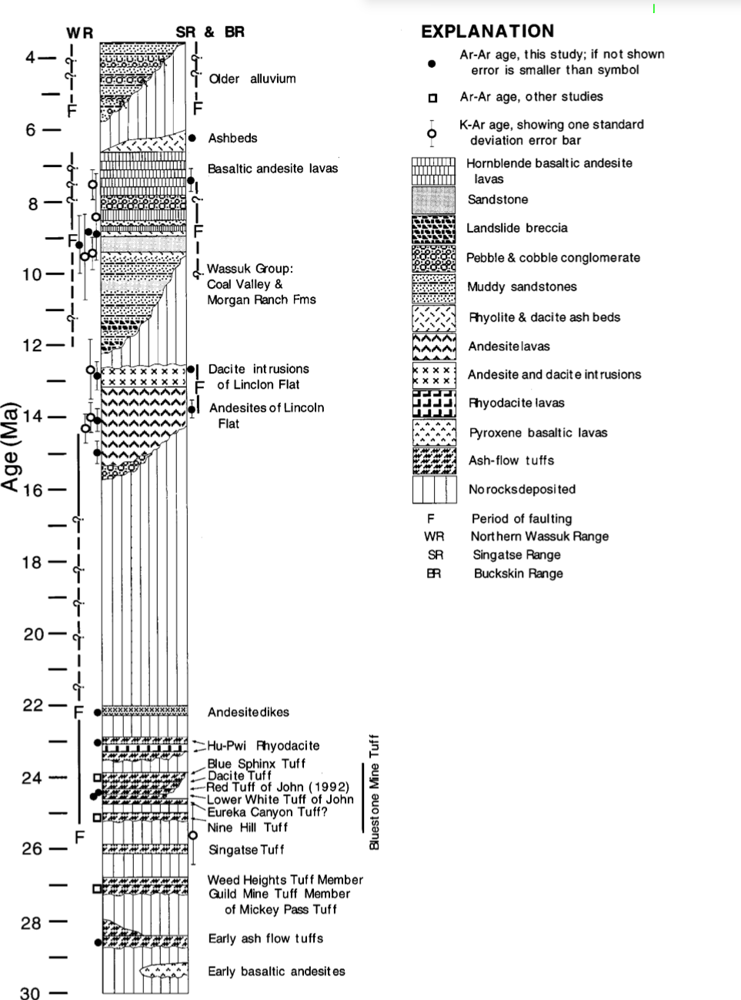 WR
SR & BR
4
6
8
10
12
14
16
18
20
22
24
26
28
30
Age (Ma)
?
?
F
?
?
?
F
?
?
?
?
?
?
F
F
?
?
F
?
F
?
F
Older alluvium
Ashbeds
Basaltic andesite lavas
Wassuk Group:
Coal Valley &
Morgan Ranch Fms
Dacite intrusions
of Linclon Flat
Andesites of Lincoln
Flat
Andesite dikes
Hu-Pwi Rhyodacite
Blue Sphinx Tuff
Dacite Tuff
Red Tuff of John (1992)
Lower White Tuff of John
Eureka Canyon Tuff?
Nine Hill Tuff
Bluestone Mine Tuff
Singatse Tuff
Weed Heights Tuff Member
Guild Mine Tuff Member
of Mickey Pass Tuff
Early ash flow tuffs
Early basaltic andesites
EXPLANATION
Ar-Ar age, this study; if not shown
error is smaller than symbol
Ar-Ar age, other studies
K-Ar age, showing one standard
deviation error bar
Hornblende basaltic andesite
lavas
Sandstone
Landslide breccia
Pebble & cobble conglomerate
Muddy sandstones
Rhyolite & dacite ash beds
Andesite lavas
Andesite and dacite intrusions
Rhyodacite lavas
Pyroxene basaltic lavas
Ash-flow tuffs
No rocks deposited
F Period of faulting
WR Northern Wassuk Range
SR Singatse Range
BR Buckskin Range